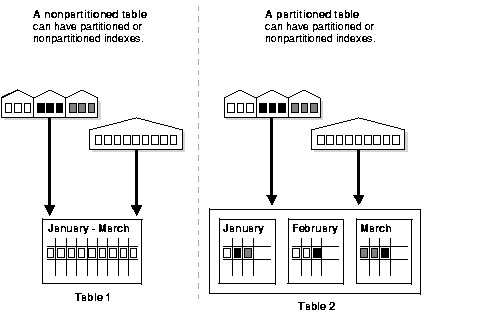 A nonpartitioned table
can have partitioned or
nonpartitioned indexes.
A partitioned table
can have partitioned or
nonpartitioned indexes.
January - March
Table 1
January
February
March
Table 2